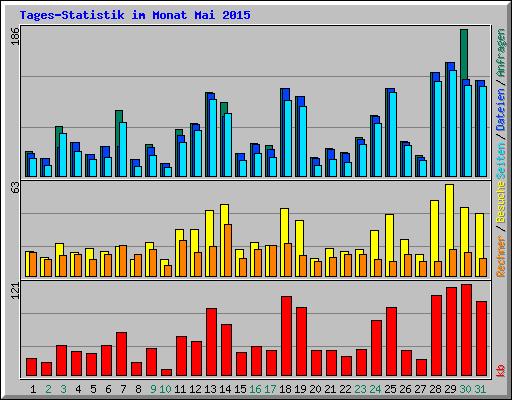 Tages-Statistik im Monat Mai 2015
186
63
121
Rechner / Besuche Seiten / Dateien / Anfragen
kb
1 2 3 4 5 6 7 8 9 10 11 12 13 14 15 16 17 18 19 20 21 22 23 24 25 26 27 28 29 30 31